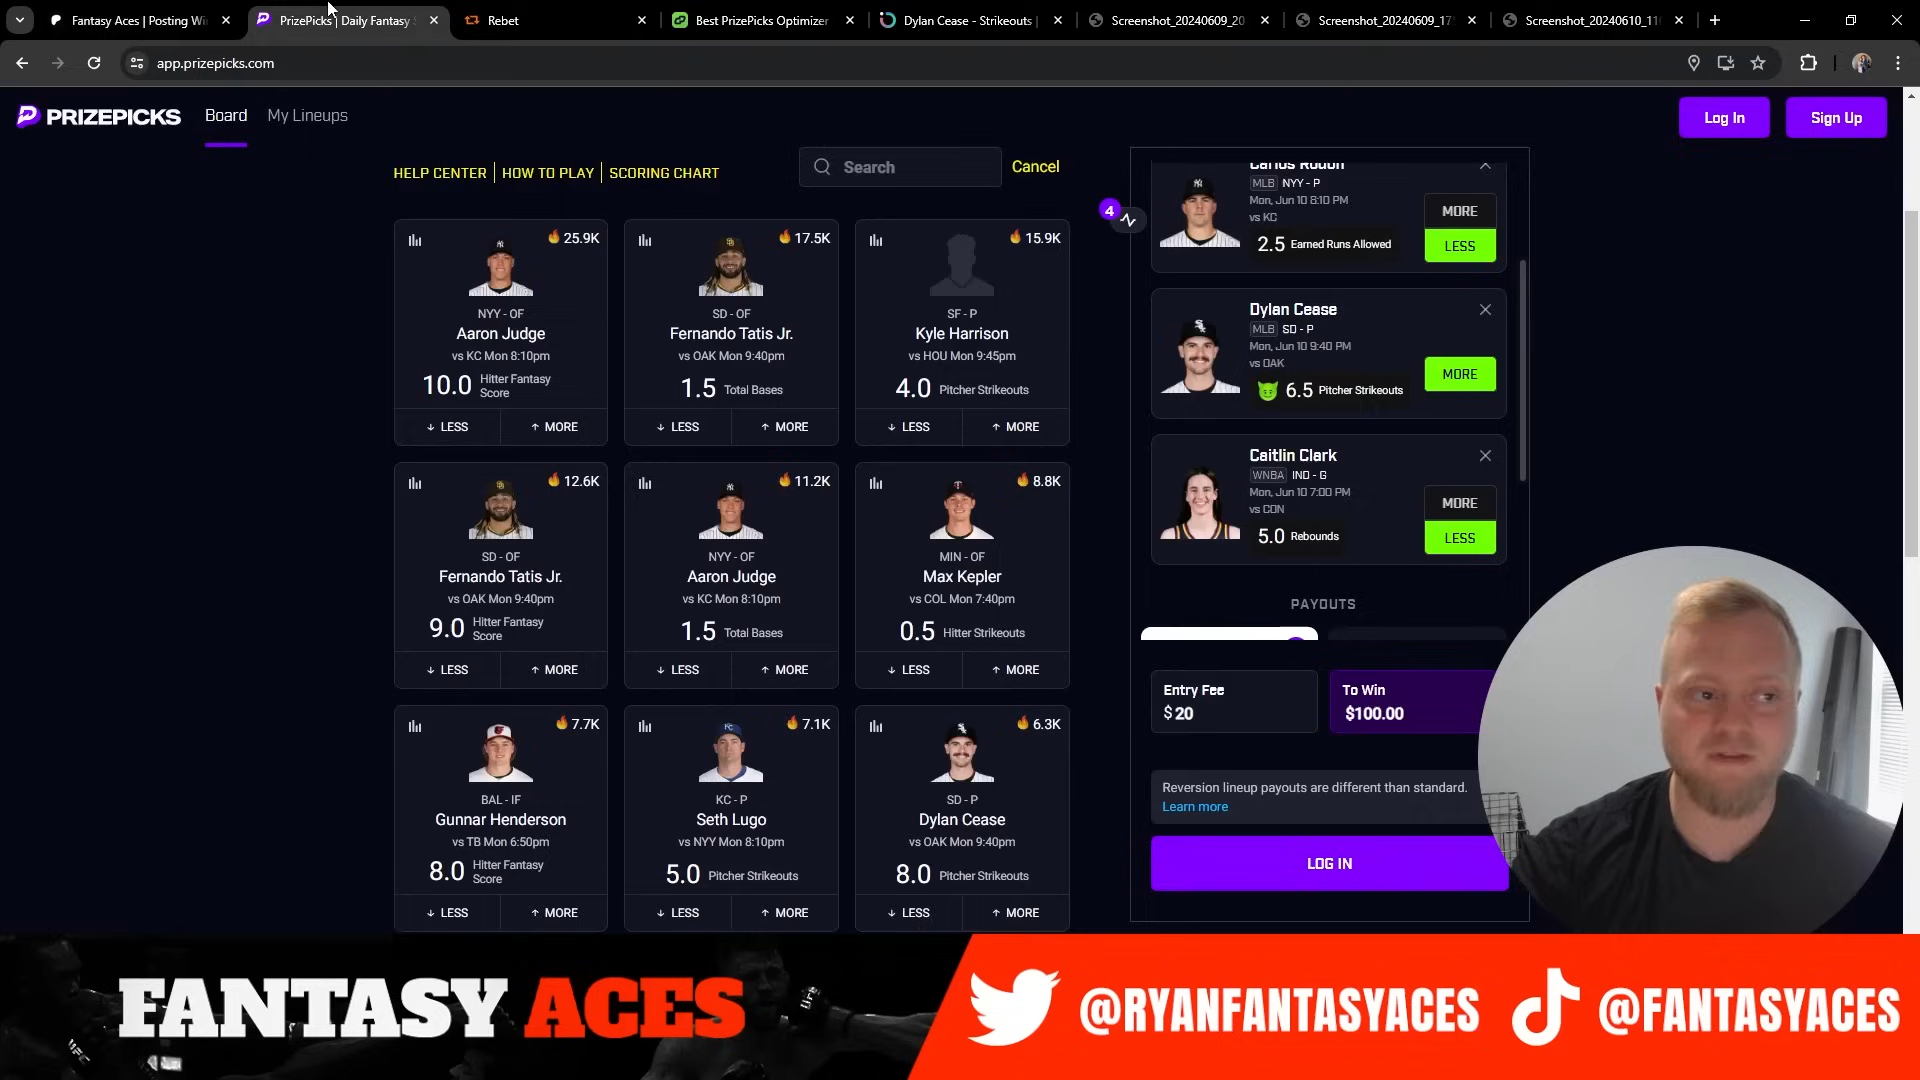 Fantasy Aces | Posting Wi
PrizePicks | Daily Fantasy
Rebet
Best PrizePicks Optimizer
Dylan Cease - Strikeouts |
Screenshot_20240609_20
Screenshot_20240609_17
Screenshot_20240610_11
app.prizepicks.com
PRIZEPICKS
Board
My Lineups
Log In
Sign Up
HELP CENTER
HOW TO PLAY
SCORING CHART
Search
Cancel
25.9K
NYY - OF
Aaron Judge
vs KC Mon 8:10pm
10.0 Hitter Fantasy
Score
↓ LESS
↑ MORE
17.5K
SD - OF
Fernando Tatis Jr.
vs OAK Mon 9:40pm
1.5 Total Bases
↓ LESS
↑ MORE
15.9K
SF - P
Kyle Harrison
vs HOU Mon 9:45pm
4.0 Pitcher Strikeouts
↓ LESS
↑ MORE
12.6K
SD - OF
Fernando Tatis Jr.
vs OAK Mon 9:40pm
9.0 Hitter Fantasy
Score
↓ LESS
↑ MORE
11.2K
NYY - OF
Aaron Judge
vs KC Mon 8:10pm
1.5 Total Bases
↓ LESS
↑ MORE
8.8K
MIN - OF
Max Kepler
vs COL Mon 7:40pm
0.5 Hitter Strikeouts
↓ LESS
↑ MORE
7.7K
BAL - IF
Gunnar Henderson
vs TB Mon 6:50pm
8.0 Hitter Fantasy
Score
↓ LESS
↑ MORE
7.1K
KC - P
Seth Lugo
vs NYY Mon 8:10pm
5.0 Pitcher Strikeouts
↓ LESS
↑ MORE
6.3K
SD - P
Dylan Cease
vs OAK Mon 9:40pm
8.0 Pitcher Strikeouts
↓ LESS
↑ MORE
4
Carlos Rodon
MLB NYY - P
Mon, Jun 10 8:10 PM
vs KC
2.5 Earned Runs Allowed
MORE
LESS
Dylan Cease
MLB SD - P
Mon, Jun 10 9:40 PM
vs OAK
6.5 Pitcher Strikeouts
MORE
Caitlin Clark
WNBA IND - G
Mon, Jun 10 7:00 PM
vs CON
5.0 Rebounds
MORE
LESS
PAYOUTS
Entry Fee
$ 20
To Win
$100.00
Reversion lineup payouts are different than standard.
Learn more
LOG IN
FANTASY ACES
@RYANFANTASYACES
@FANTASYACES